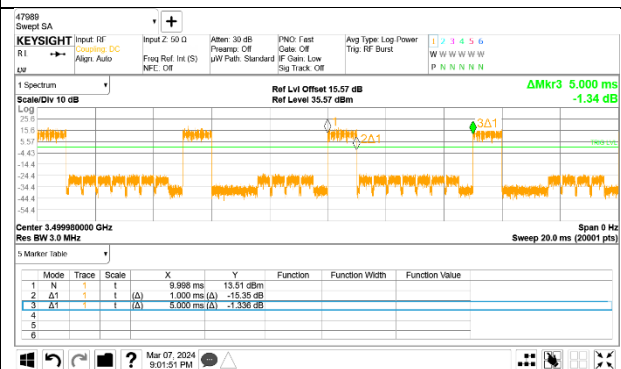 47989
Swept SA
KEYSIGHT
Input: RF
Coupling: DC
Align: Auto
Input Z: 50 Ω
Freq Ref: Int (S)
NFE: Off
Atten: 30 dB
Preamp: Off
µW Path: Standard
PNO: Fast
Gate: Off
IF Gain: Low
Sig Track: Off
Avg Type: Log-Power
Trig: RF Burst
1 2 3 4 5 6
W W W W W W
P N N N N N
R L
1 Spectrum
Scale/Div 10 dB
Ref Lvl Offset 15.57 dB
Ref Level 35.57 dBm
ΔMkr3 5.000 ms
-1.34 dB
Log
25.6
15.6
5.57
-4.43
-14.4
-24.4
-34.4
-44.4
-54.4
1
2Δ1
3Δ1
Center 3.499980000 GHz
Res BW 3.0 MHz
Span 0 Hz
Sweep 20.0 ms (20001 pts)
5 Marker Table
Mode Trace Scale X Y Function Function Width Function Value
1 N 1 t 9.998 ms 13.51 dBm
2 Δ1 1 t (Δ) 1.000 ms (Δ) -15.35 dB
3 Δ1 1 t (Δ) 5.000 ms (Δ) -1.336 dB
4
5
6
?
Mar 07, 2024
9:01:51 PM